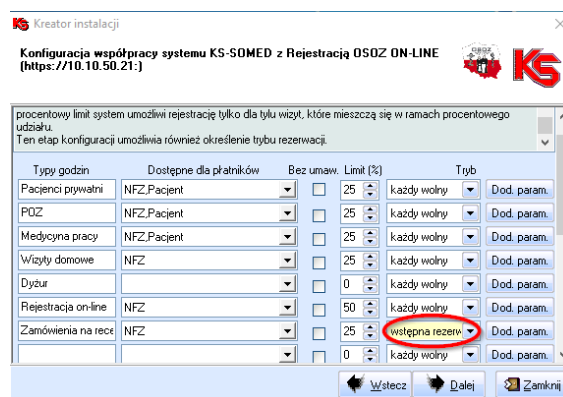 KS Kreator instalacji
Konfiguracja współpracy systemu KS-SOMED z Rejestracją OSOZ ON-LINE
(https://10.10.50.21:)
OSOZ
KS
procentowy limit system umożliwi rejestrację tylko dla tylu wizyt, które mieszczą się w ramach procentowego
udziału.
Ten etap konfiguracji umożliwia również określenie trybu rezerwacji.
Typy godzin Dostępne dla płatników Bez umaw. Limit (%) Tryb
Pacjenci prywatni NFZ,Pacjent 25 każdy wolny Dod. param.
POZ NFZ,Pacjent 25 każdy wolny Dod. param.
Medycyna pracy NFZ,Pacjent 25 każdy wolny Dod. param.
Wizyty domowe NFZ 25 każdy wolny Dod. param.
Dyżur 0 każdy wolny Dod. param.
Rejestracja on-line NFZ 50 każdy wolny Dod. param.
Zamówienia na rece NFZ 25 wstępna rezerw Dod. param.
0 każdy wolny Dod. param.
Wstecz Dalej Zamknij